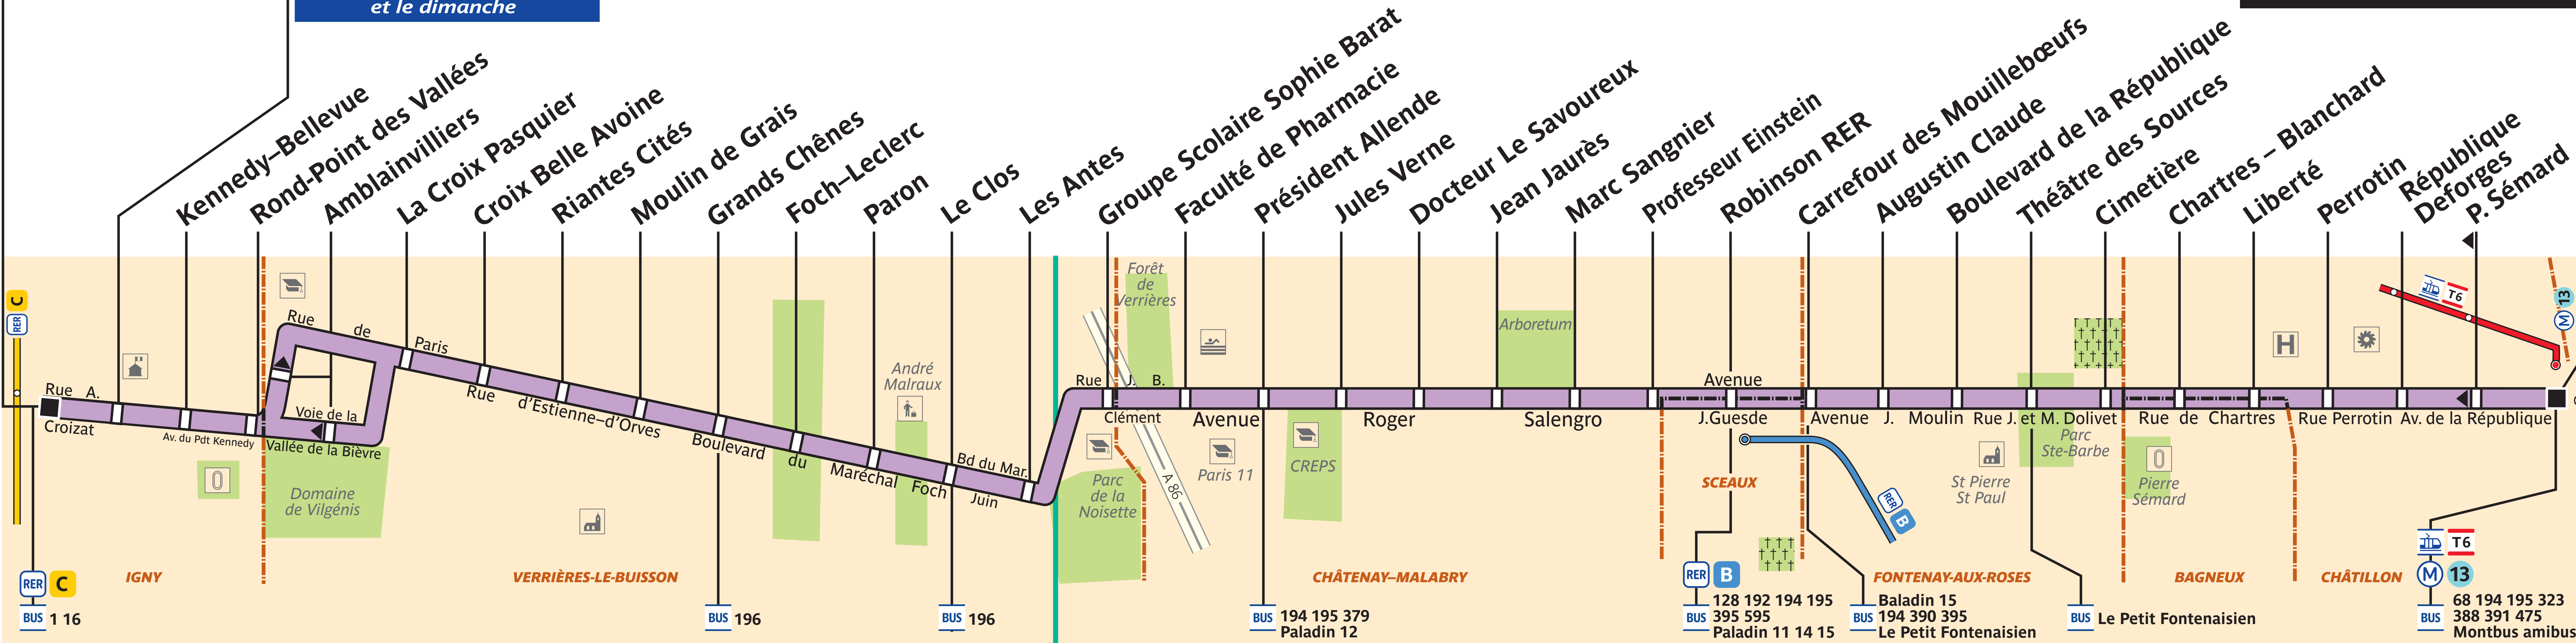 et le dimanche
Kennedy–Bellevue
Rond-Point des Vallées
Amblainvilliers
La Croix Pasquier
Croix Belle Avoine
Riantes Cités
Moulin de Grais
Grands Chênes
Foch–Leclerc
Paron
Le Clos
Les Antes
Groupe Scolaire Sophie Barat
Faculté de Pharmacie
Président Allende
Jules Verne
Docteur Le Savoureux
Jean Jaurès
Marc Sangnier
Professeur Einstein
Robinson RER
Carrefour des Mouillebœufs
Augustin Claude
Boulevard de la République
Théâtre des Sources
Cimetière
Chartres – Blanchard
Liberté
Perrotin
République
Deforges
P. Sémard
RER C
Rue A.
Croizat
Av. du Pdt Kennedy
Rue de Paris
Voie de la
Vallée de la Bièvre
Domaine
de Vilgénis
Rue d'Estienne–d'Orves
Boulevard du Maréchal Foch
André
Malraux
Bd du Mar.
Juin
Forêt
de
Verrières
Rue J. B.
Clément
Parc
de la
Noisette
A 86
Paris 11
Avenue Roger Salengro
CREPS
Arboretum
Avenue
J.Guesde
RER B
Avenue J. Moulin
Rue J. et M. Dolivet
Parc
Ste-Barbe
St Pierre
St Paul
Rue de Chartres
Pierre
Sémard
H
Rue Perrotin
Av. de la République
T6
M 13
IGNY
VERRIÈRES-LE-BUISSON
CHÂTENAY–MALABRY
SCEAUX
FONTENAY-AUX-ROSES
BAGNEUX
CHÂTILLON
RER C
BUS 1 16
BUS 196
BUS 196
BUS 194 195 379
Paladin 12
RER B
128 192 194 195
BUS 395 595
Paladin 11 14 15
Baladin 15
BUS 194 390 395
Le Petit Fontenaisien
BUS Le Petit Fontenaisien
T6
M 13
68 194 195 323
BUS 388 391 475
Montbus amibus